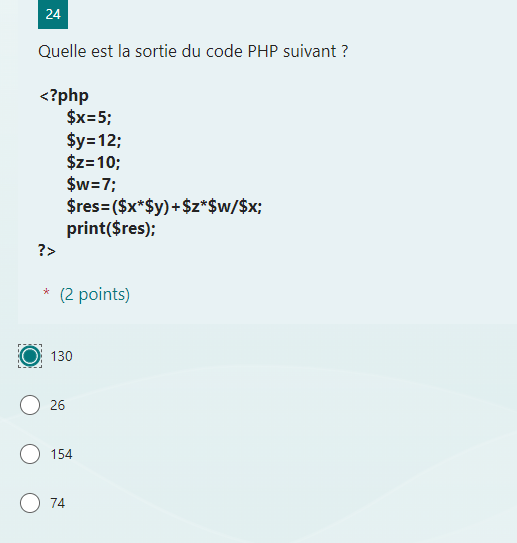 24
Quelle est la sortie du code PHP suivant ?
<?php
$x=5;
$y=12;
$z=10;
$w=7;
$res=($x*$y)+$z*$w/$x;
print($res);
?>
* (2 points)
130
26
154
74